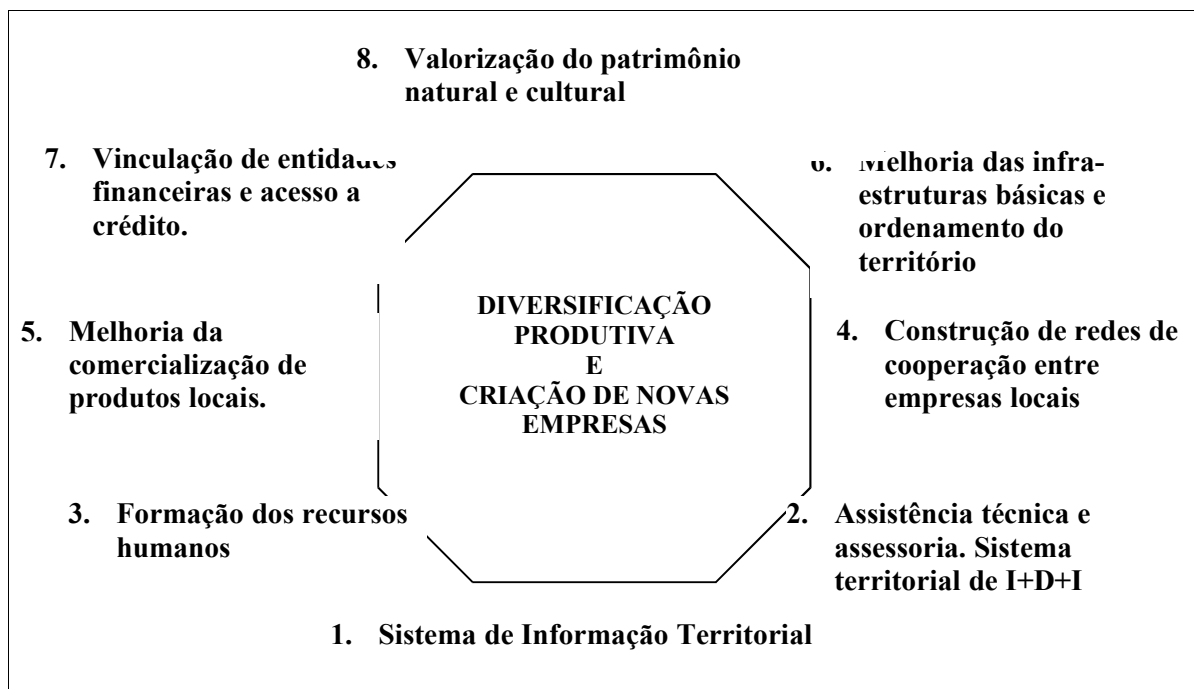 8. Valorização do patrimônio
natural e cultural
7. Vinculação de entidades
financeiras e acesso a
crédito.
6. Melhoria das infra-
estruturas básicas e
ordenamento do
território
DIVERSIFICAÇÃO
PRODUTIVA
E
CRIAÇÃO DE NOVAS
EMPRESAS
5. Melhoria da
comercialização de
produtos locais.
4. Construção de redes de
cooperação entre
empresas locais
3. Formação dos recursos
humanos
2. Assistência técnica e
assessoria. Sistema
territorial de I+D+I
1. Sistema de Informação Territorial